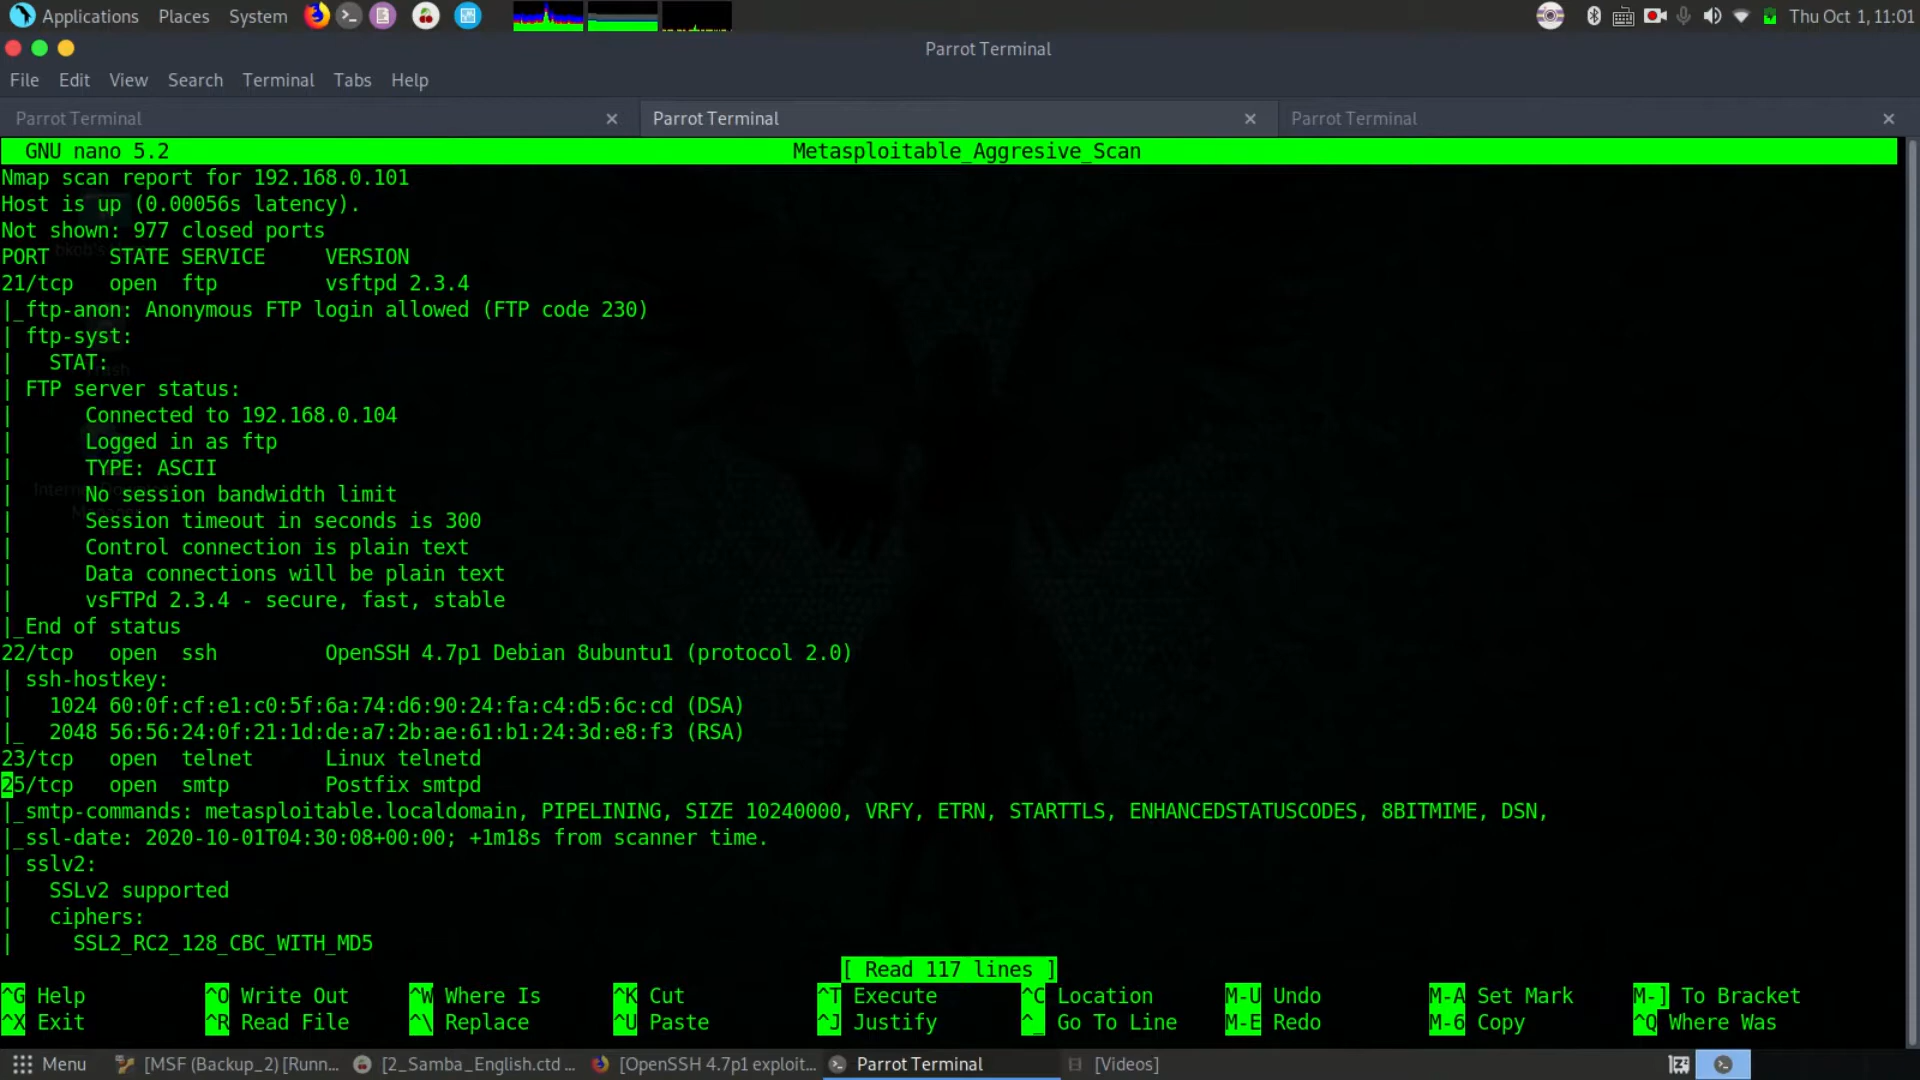 Applications Places System Thu Oct 1, 11:01
Parrot Terminal
File Edit View Search Terminal Tabs Help
Parrot Terminal × Parrot Terminal × Parrot Terminal ×
GNU nano 5.2 Metasploitable_Aggresive_Scan
Nmap scan report for 192.168.0.101
Host is up (0.00056s latency).
Not shown: 977 closed ports
PORT STATE SERVICE VERSION
21/tcp open ftp vsftpd 2.3.4
|_ftp-anon: Anonymous FTP login allowed (FTP code 230)
| ftp-syst:
| STAT:
| FTP server status:
| Connected to 192.168.0.104
| Logged in as ftp
| TYPE: ASCII
| No session bandwidth limit
| Session timeout in seconds is 300
| Control connection is plain text
| Data connections will be plain text
| vsFTPd 2.3.4 - secure, fast, stable
|_End of status
22/tcp open ssh OpenSSH 4.7p1 Debian 8ubuntu1 (protocol 2.0)
| ssh-hostkey:
| 1024 60:0f:cf:e1:c0:5f:6a:74:d6:90:24:fa:c4:d5:6c:cd (DSA)
|_ 2048 56:56:24:0f:21:1d:de:a7:2b:ae:61:b1:24:3d:e8:f3 (RSA)
23/tcp open telnet Linux telnetd
25/tcp open smtp Postfix smtpd
|_smtp-commands: metasploitable.localdomain, PIPELINING, SIZE 10240000, VRFY, ETRN, STARTTLS, ENHANCEDSTATUSCODES, 8BITMIME, DSN,
|_ssl-date: 2020-10-01T04:30:08+00:00; +1m18s from scanner time.
| sslv2:
| SSLv2 supported
| ciphers:
| SSL2_RC2_128_CBC_WITH_MD5
[ Read 117 lines ]
^G Help ^O Write Out ^W Where Is ^K Cut ^T Execute ^C Location M-U Undo M-A Set Mark M-] To Bracket
^X Exit ^R Read File ^\ Replace ^U Paste ^J Justify ^_ Go To Line M-E Redo M-6 Copy ^Q Where Was
Menu [MSF (Backup_2) [Runn... [2_Samba_English.ctd ... [OpenSSH 4.7p1 exploit... Parrot Terminal [Videos]